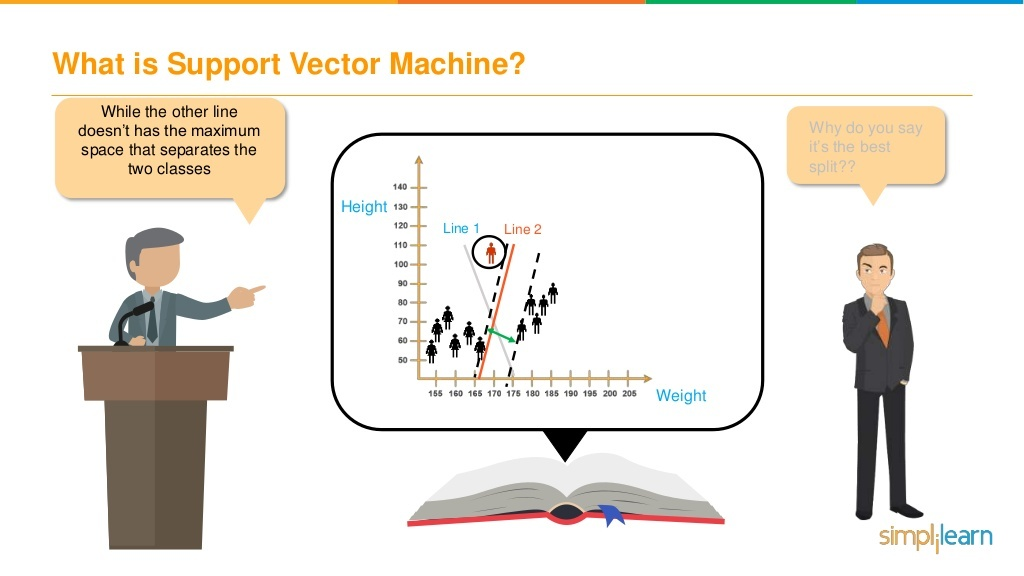 What is Support Vector Machine?
While the other line
doesn't has the maximum
space that separates the
two classes
Why do you say
it's the best
split??
Height
Line 1
Line 2
140
130
120
110
100
90
80
70
60
50
155 160 165 170 175 180 185 190 195 200 205
Weight
simplilearn